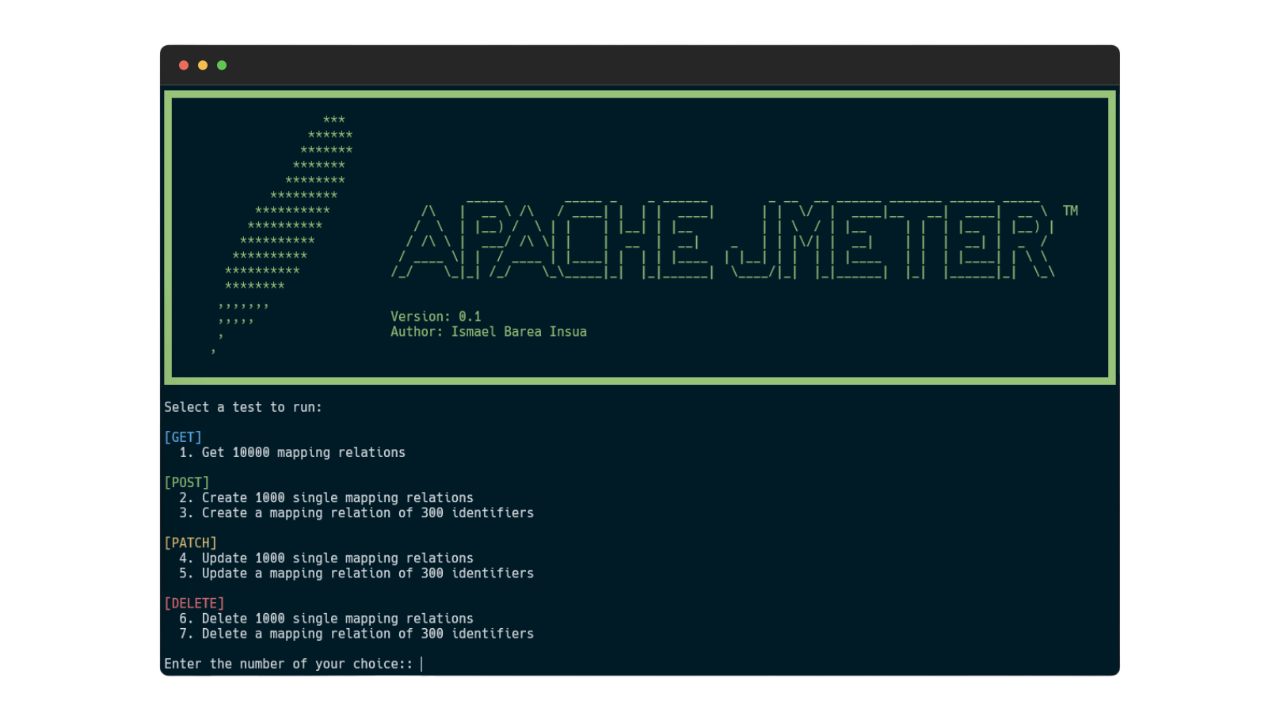 APACHE JMETER TM
Version: 0.1
Author: Ismael Barea Insua
Select a test to run:
[GET]
1. Get 10000 mapping relations
[POST]
2. Create 1000 single mapping relations
3. Create a mapping relation of 300 identifiers
[PATCH]
4. Update 1000 single mapping relations
5. Update a mapping relation of 300 identifiers
[DELETE]
6. Delete 1000 single mapping relations
7. Delete a mapping relation of 300 identifiers
Enter the number of your choice::